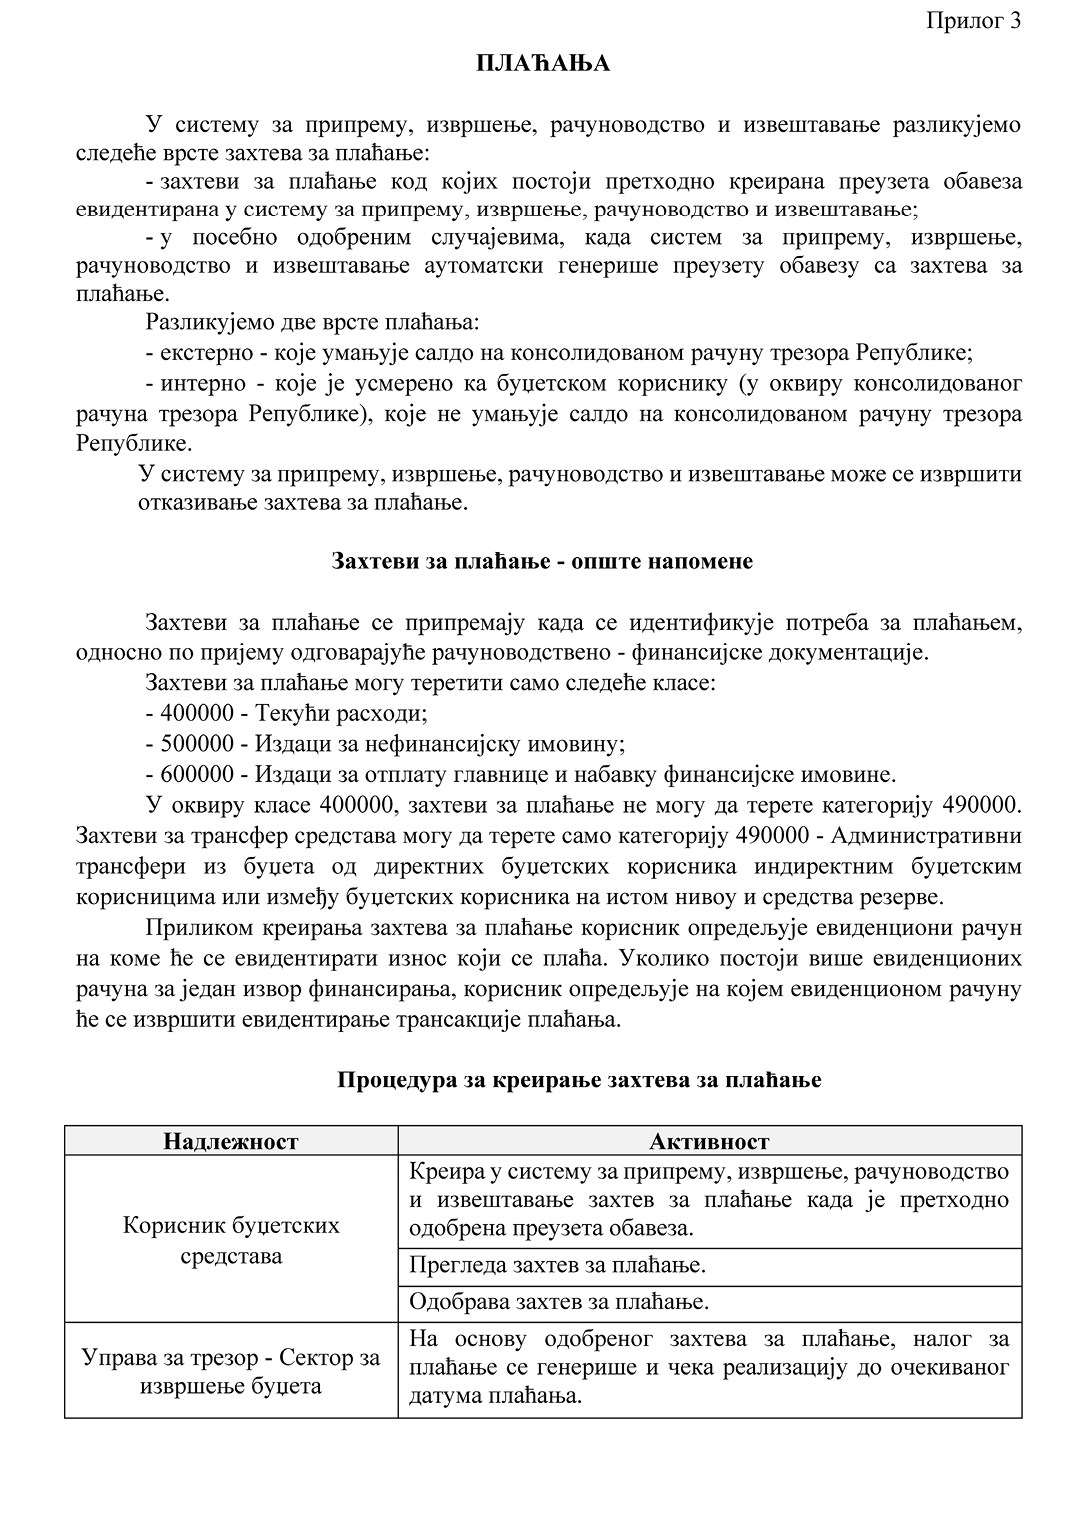 Прилог 3
ПЛАЋАЊА
У систему за припрему, извршење, рачуноводство и извештавање разликујемо
следеће врсте захтева за плаћање:
- захтеви за плаћање код којих постоји претходно креирана преузета обавеза
евидентирана у систему за припрему, извршење, рачуноводство и извештавање;
- у посебно одобреним случајевима, када систем за припрему, извршење,
рачуноводство и извештавање аутоматски генерише преузету обавезу са захтева за
плаћање.
Разликујемо две врсте плаћања:
- екстерно - које умањује салдо на консолидованом рачуну трезора Републике;
- интерно - које је усмерено ка буџетском кориснику (у оквиру консолидованог
рачуна трезора Републике), које не умањује салдо на консолидованом рачуну трезора
Републике.
У систему за припрему, извршење, рачуноводство и извештавање може се извршити
отказивање захтева за плаћање.
Захтеви за плаћање - опште напомене
Захтеви за плаћање се припремају када се идентификује потреба за плаћањем,
односно по пријему одговарајуће рачуноводствено - финансијске документације.
Захтеви за плаћање могу теретити само следеће класе:
- 400000 - Текући расходи;
- 500000 - Издаци за нефинансијску имовину;
- 600000 - Издаци за отплату главнице и набавку финансијске имовине.
У оквиру класе 400000, захтеви за плаћање не могу да терете категорију 490000.
Захтеви за трансфер средстава могу да терете само категорију 490000 - Административни
трансфери из буџета од директних буџетских корисника индиректним буџетским
корисницима или између буџетских корисника на истом нивоу и средства резерве.
Приликом креирања захтева за плаћање корисник опредељује евиденциони рачун
на коме ће се евидентирати износ који се плаћа. Уколико постоји више евиденционих
рачуна за један извор финансирања, корисник опредељује на којем евиденционом рачуну
ће се извршити евидентирање трансакције плаћања.
Процедура за креирање захтева за плаћање
Надлежност
Активност
Корисник буџетских
средстава
Креира у систему за припрему, извршење, рачуноводство
и извештавање захтев за плаћање када је претходно
одобрена преузета обавеза.
Прегледа захтев за плаћање.
Одобрава захтев за плаћање.
Управа за трезор - Сектор за
извршење буџета
На основу одобреног захтева за плаћање, налог за
плаћање се генерише и чека реализацију до очекиваног
датума плаћања.